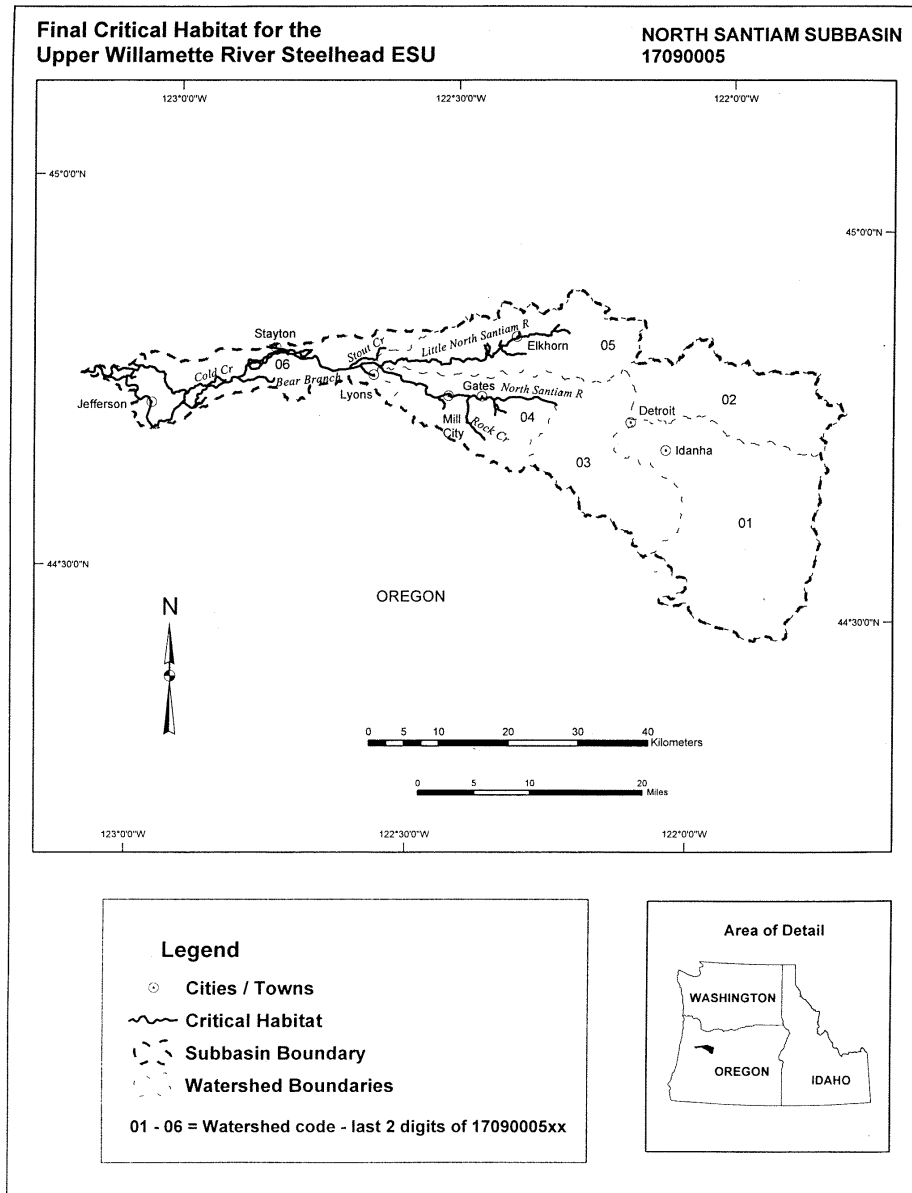 Final Critical Habitat for the
Upper Willamette River Steelhead ESU
NORTH SANTIAM SUBBASIN
17090005
123°0'0"W
122°30'0"W
122°0'0"W
45°0'0"N
45°0'0"N
Stayton
Stout Cr
Little North Santiam R
Elkhorn
05
06
Cold Cr
Bear Branch
Lyons
Gates
North Santiam R
02
Jefferson
Detroit
Mill
City
04
Rock Cr
Idanha
03
01
44°30'0"N
OREGON
44°30'0"N
N
0 5 10 20 30 40
Kilometers
0 5 10 20
Miles
123°0'0"W
122°30'0"W
122°0'0"W
Legend
Cities / Towns
Critical Habitat
Subbasin Boundary
Watershed Boundaries
01 - 06 = Watershed code - last 2 digits of 17090005xx
Area of Detail
WASHINGTON
OREGON
IDAHO